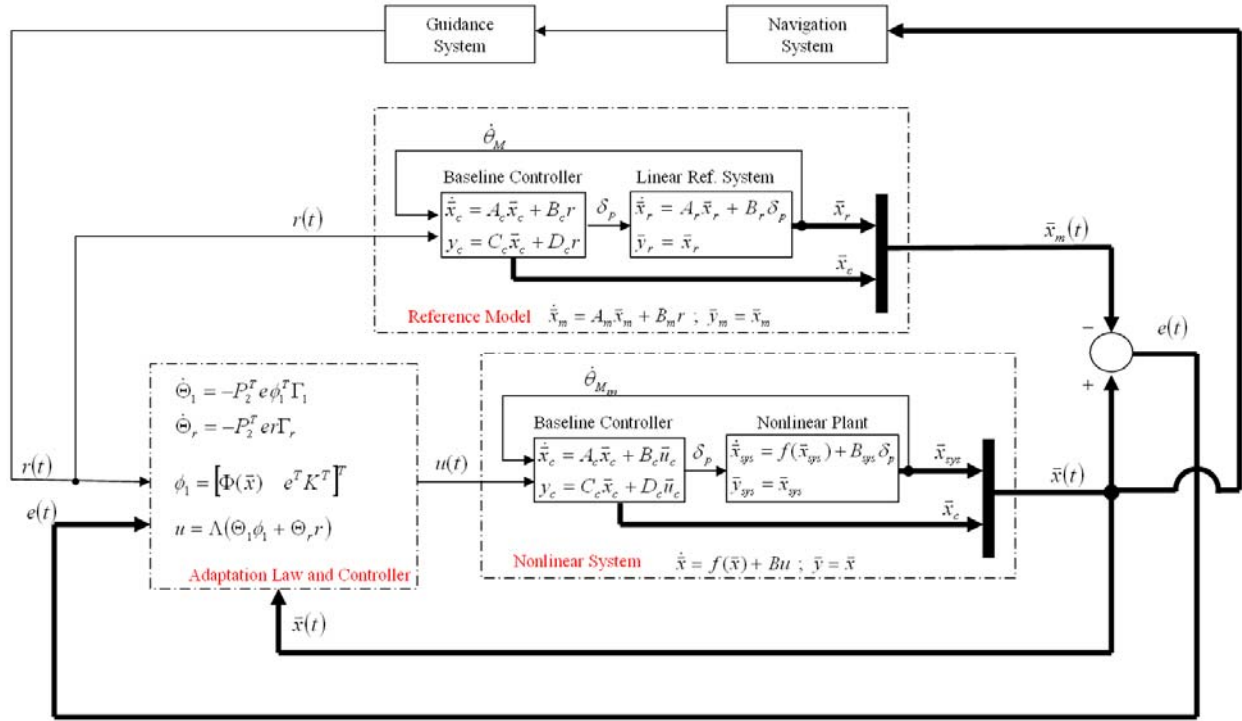 Guidance System
Navigation System
θ̇_M
Baseline Controller
Linear Ref. System
ẋ̄_c = A_c x̄_c + B_c r
y_c = C_c x̄_c + D_c r
δ_p
ẋ̄_r = A_r x̄_r + B_r δ_p
ȳ_r = x̄_r
x̄_r
x̄_c
r(t)
x̄_m(t)
Reference Model ẋ̄_m = A_m x̄_m + B_m r ; ȳ_m = x̄_m
−
+
e(t)
Θ̇_1 = −P_2^T e φ_1^T Γ_1
Θ̇_r = −P_2^T e r Γ_r
φ_1 = [Φ(x̄) e^T K^T]^T
u = Λ(Θ_1 φ_1 + Θ_r r)
Adaptation Law and Controller
r(t)
e(t)
u(t)
θ̇_{M_m}
Baseline Controller
Nonlinear Plant
ẋ̄_c = A_c x̄_c + B_c ū_c
y_c = C_c x̄_c + D_c ū_c
δ_p
ẋ̄_sys = f(x̄_sys) + B_sys δ_p
ȳ_sys = x̄_sys
x̄_sys
x̄_c
x̄(t)
Nonlinear System ẋ̄ = f(x̄) + Bu ; ȳ = x̄
x̄(t)